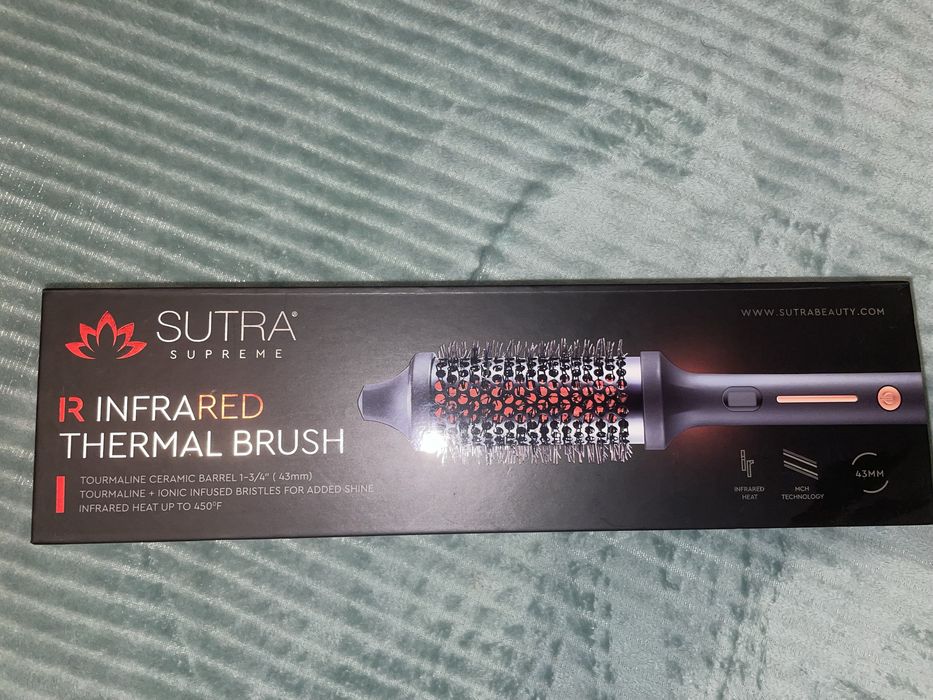 SUTRA®
SUPREME
WWW.SUTRABEAUTY.COM
IR INFRARED
THERMAL BRUSH
TOURMALINE CERAMIC BARREL 1-3/4" ( 43mm)
TOURMALINE + IONIC INFUSED BRISTLES FOR ADDED SHINE
INFRARED HEAT UP TO 450°F
ir
INFRARED
HEAT
MCH
TECHNOLOGY
43MM